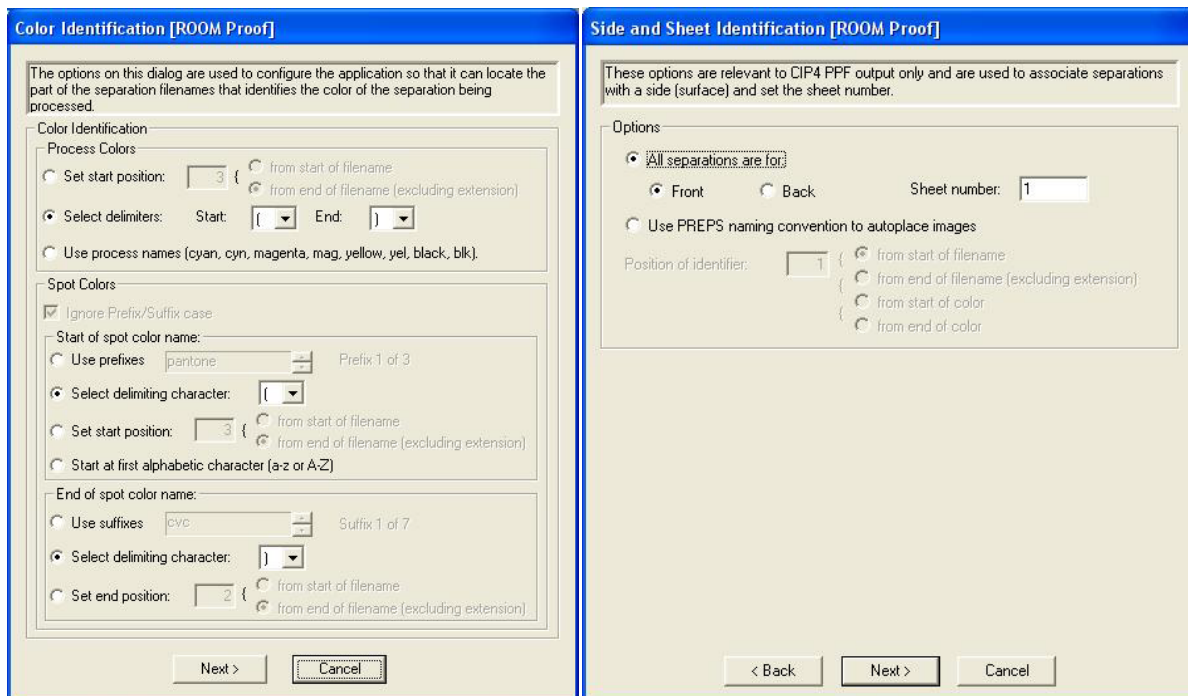 Color Identification [ROOM Proof]
The options on this dialog are used to configure the application so that it can locate the
part of the separation filenames that identifies the color of the separation being
processed.
Color Identification
Process Colors
Set start position: 3 { from start of filename
from end of filename (excluding extension)
Select delimiters: Start: ( End: )
Use process names (cyan, cyn, magenta, mag, yellow, yel, black, blk).
Spot Colors
Ignore Prefix/Suffix case
Start of spot color name:
Use prefixes pantone Prefix 1 of 3
Select delimiting character: (
Set start position: 3 { from start of filename
from end of filename (excluding extension)
Start at first alphabetic character (a-z or A-Z)
End of spot color name:
Use suffixes cvc Suffix 1 of 7
Select delimiting character: )
Set end position: 2 { from start of filename
from end of filename (excluding extension)
Next > Cancel
Side and Sheet Identification [ROOM Proof]
These options are relevant to CIP4 PPF output only and are used to associate separations
with a side (surface) and set the sheet number.
Options
All separations are for:
Front Back Sheet number: 1
Use PREPS naming convention to autoplace images
Position of identifier: 1 { from start of filename
{ from end of filename (excluding extension)
{ from start of color
from end of color
< Back Next > Cancel